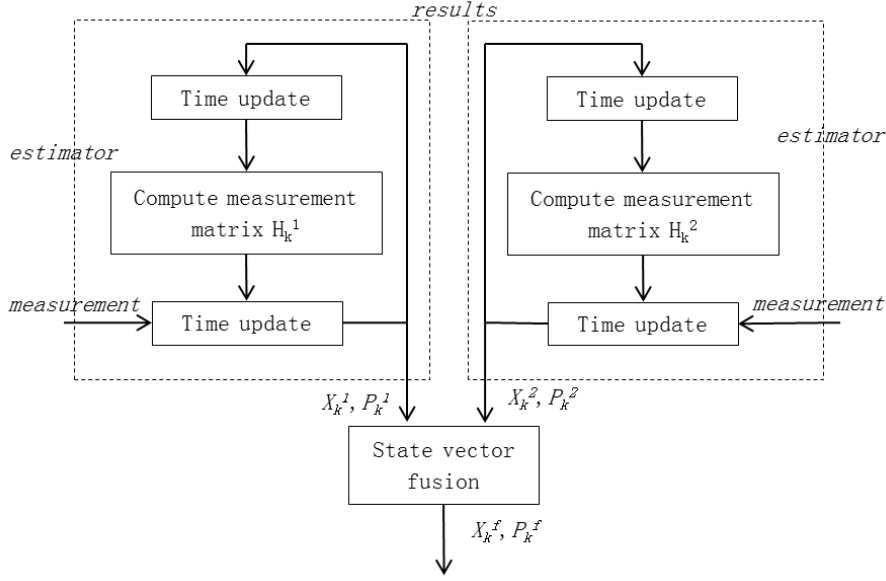 results
Time update
Time update
estimator
estimator
Compute measurement
matrix H_k^1
Compute measurement
matrix H_k^2
measurement
measurement
Time update
Time update
X_k^1, P_k^1
X_k^2, P_k^2
State vector
fusion
X_k^f, P_k^f